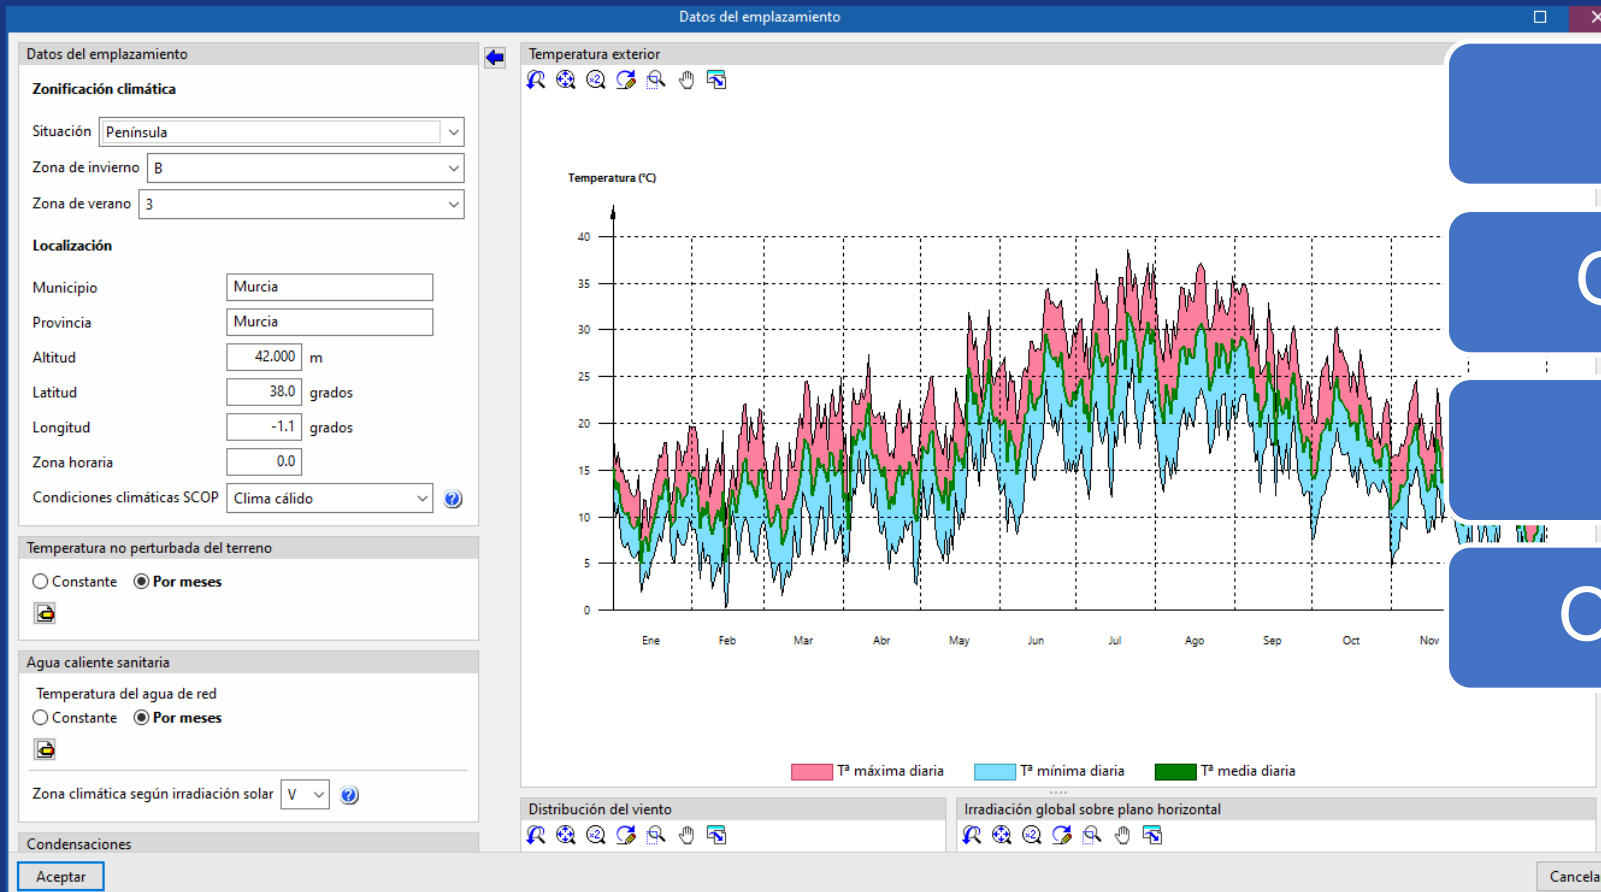 Datos del emplazamiento
Datos del emplazamiento
Zonificación climática
Situación Península
Zona de invierno B
Zona de verano 3
Localización
Municipio Murcia
Provincia Murcia
Altitud 42.000 m
Latitud 38.0 grados
Longitud -1.1 grados
Zona horaria 0.0
Condiciones climáticas SCOP Clima cálido
Temperatura no perturbada del terreno
Constante Por meses
Agua caliente sanitaria
Temperatura del agua de red
Constante Por meses
Zona climática según irradiación solar V
Condensaciones
Aceptar
Temperatura exterior
Temperatura (°C)
40
35
30
25
20
15
10
5
0
Ene Feb Mar Abr May Jun Jul Ago Sep Oct Nov
Tª máxima diaria Tª mínima diaria Tª media diaria
Distribución del viento
Irradiación global sobre plano horizontal
Cancela